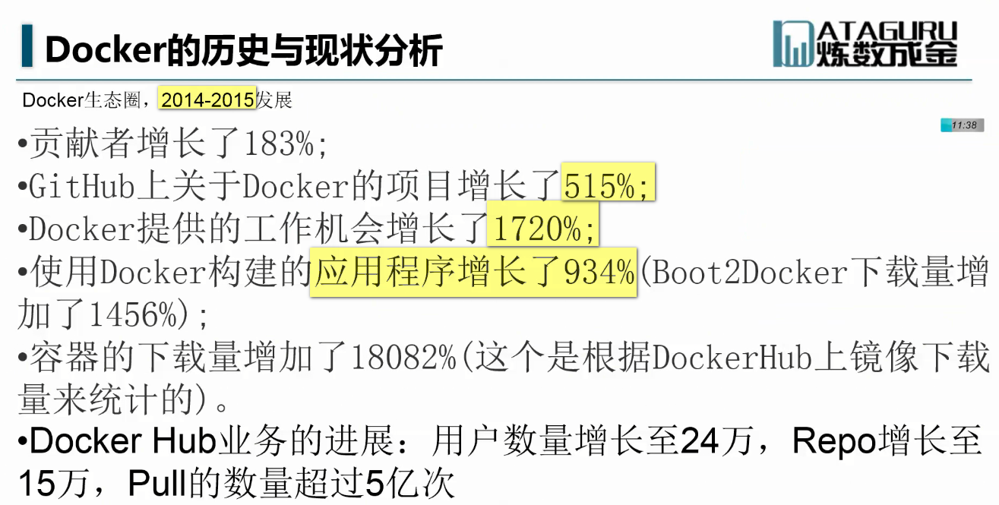 Docker的历史与现状分析
DATAGURU
炼数成金
Docker生态圈，2014-2015发展
11:38
•贡献者增长了183%;
•GitHub上关于Docker的项目增长了515%;
•Docker提供的工作机会增长了1720%;
•使用Docker构建的应用程序增长了934%(Boot2Docker下载量增
加了1456%);
•容器的下载量增加了18082%(这个是根据DockerHub上镜像下载
量来统计的)。
•Docker Hub业务的进展：用户数量增长至24万，Repo增长至
15万，Pull的数量超过5亿次